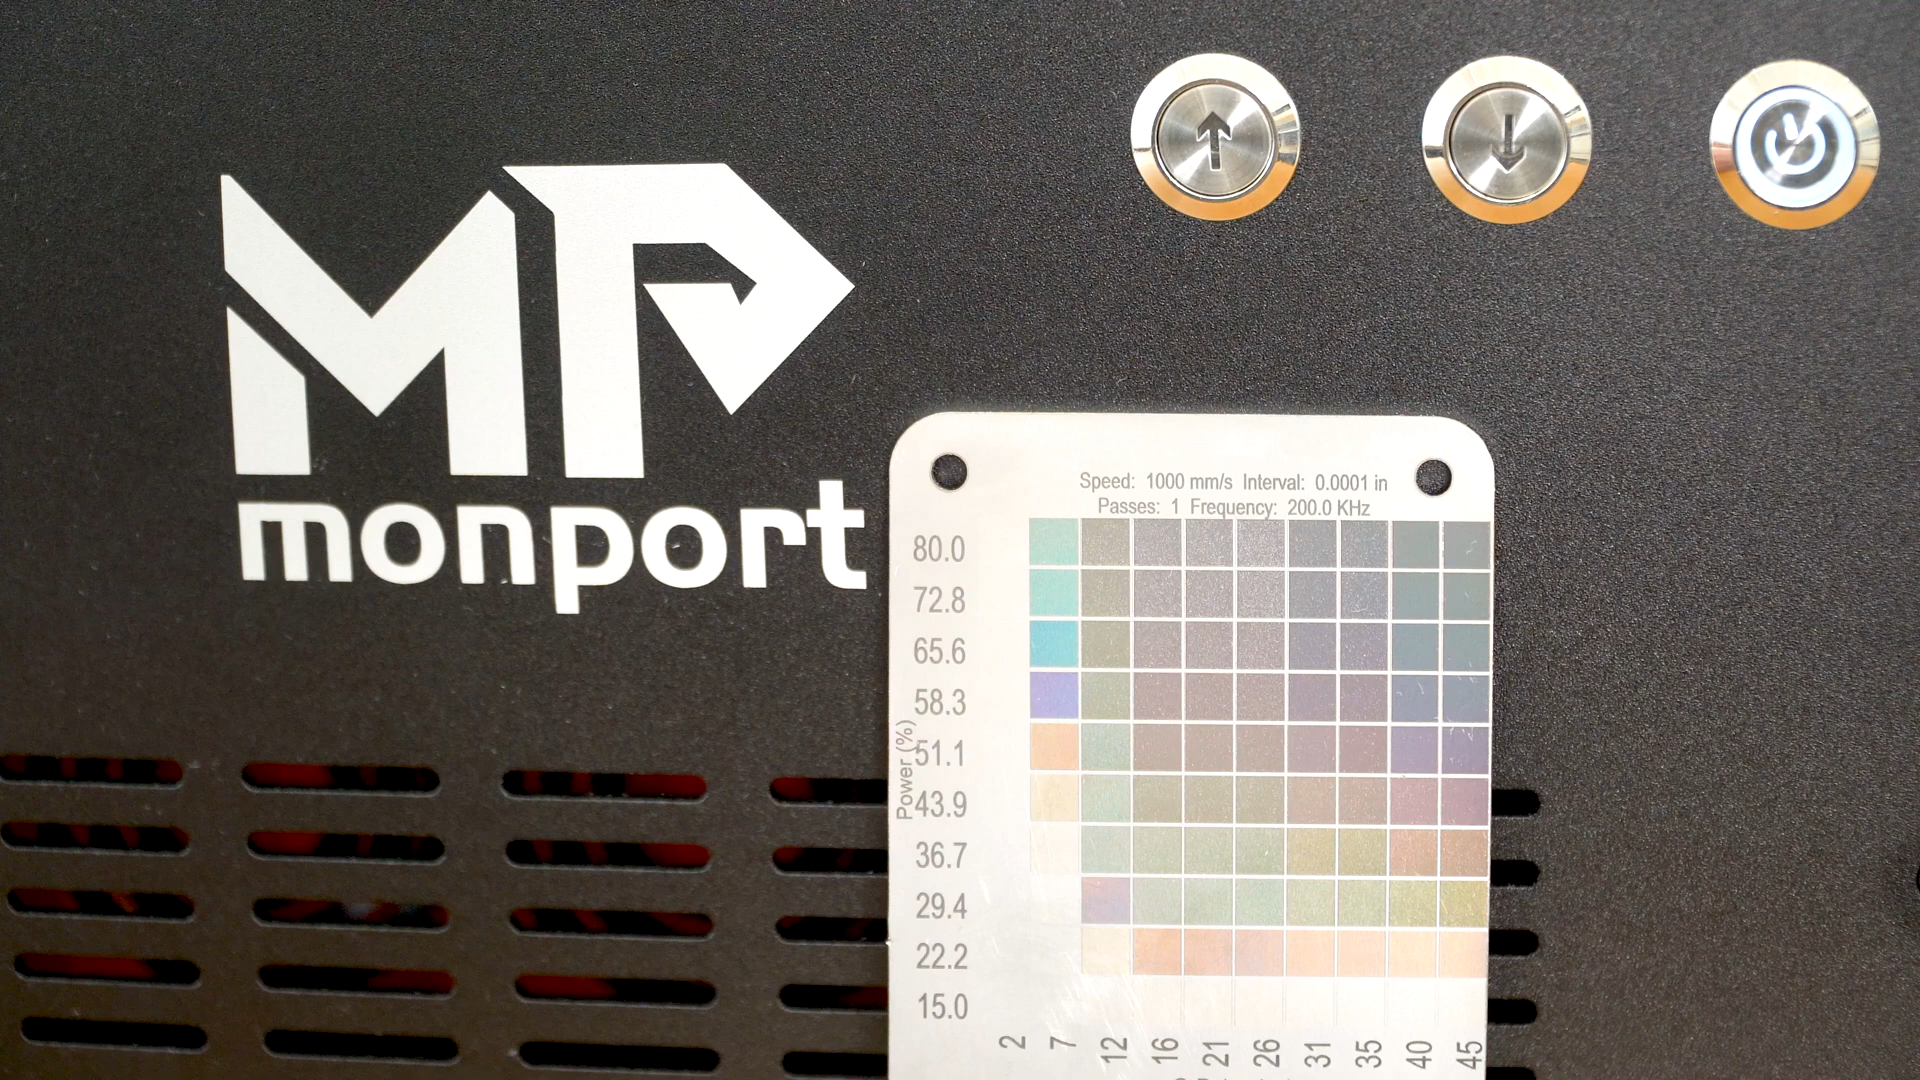 MP
monport
Speed: 1000 mm/s Interval: 0.0001 in
Passes: 1 Frequency: 200.0 KHz
Power (%)
80.0
72.8
65.6
58.3
51.1
43.9
36.7
29.4
22.2
15.0
2 7 12 16 21 26 31 35 40 45